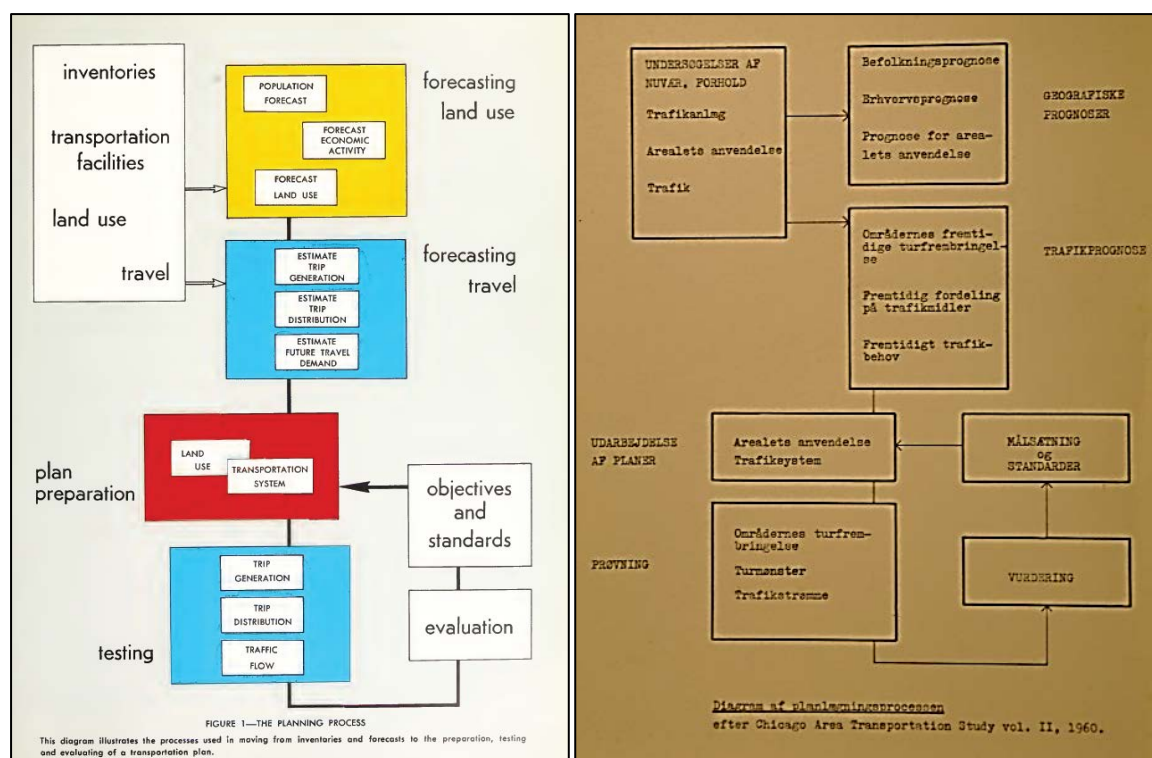 inventories
transportation
facilities
land use
travel
POPULATION
FORECAST
FORECAST
ECONOMIC
ACTIVITY
FORECAST
LAND USE
forecasting
land use
ESTIMATE
TRIP
GENERATION
ESTIMATE
TRIP
DISTRIBUTION
ESTIMATE
FUTURE TRAVEL
DEMAND
forecasting
travel
plan
preparation
LAND
USE
TRANSPORTATION
SYSTEM
objectives
and
standards
testing
TRIP
GENERATION
TRIP
DISTRIBUTION
TRAFFIC
FLOW
evaluation
FIGURE 1—THE PLANNING PROCESS
This diagram illustrates the processes used in moving from inventories and forecasts to the preparation, testing
and evaluating of a transportation plan.
UNDERSØGELSER AF
NUVÆR. FORHOLD
Trafikanlæg
Arealets anvendelse
Trafik
Befolkningsprognose
Erhvervsprognose
Prognose for area-
lets anvendelse
GEOGRAFISKE
PROGNOSER
Områdernes fremti-
dige turfrembringel-
se
Fremtidig fordeling
på trafikmidler
Fremtidigt trafik-
behov
TRAFIKPROGNOSE
UDARBEJDELSE
AF PLANER
Arealets anvendelse
Trafiksystem
MÅLSÆTNING
og
STANDARDER
PRØVNING
Områdernes turfrem-
bringelse
Turmønster
Trafikstrømme
VURDERING
Diagram af planlægningsprocessen
efter Chicago Area Transportation Study vol. II, 1960.